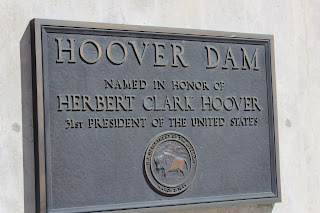 HOOVER DAM
NAMED IN HONOR OF
HERBERT CLARK HOOVER
31st PRESIDENT OF THE UNITED STATES